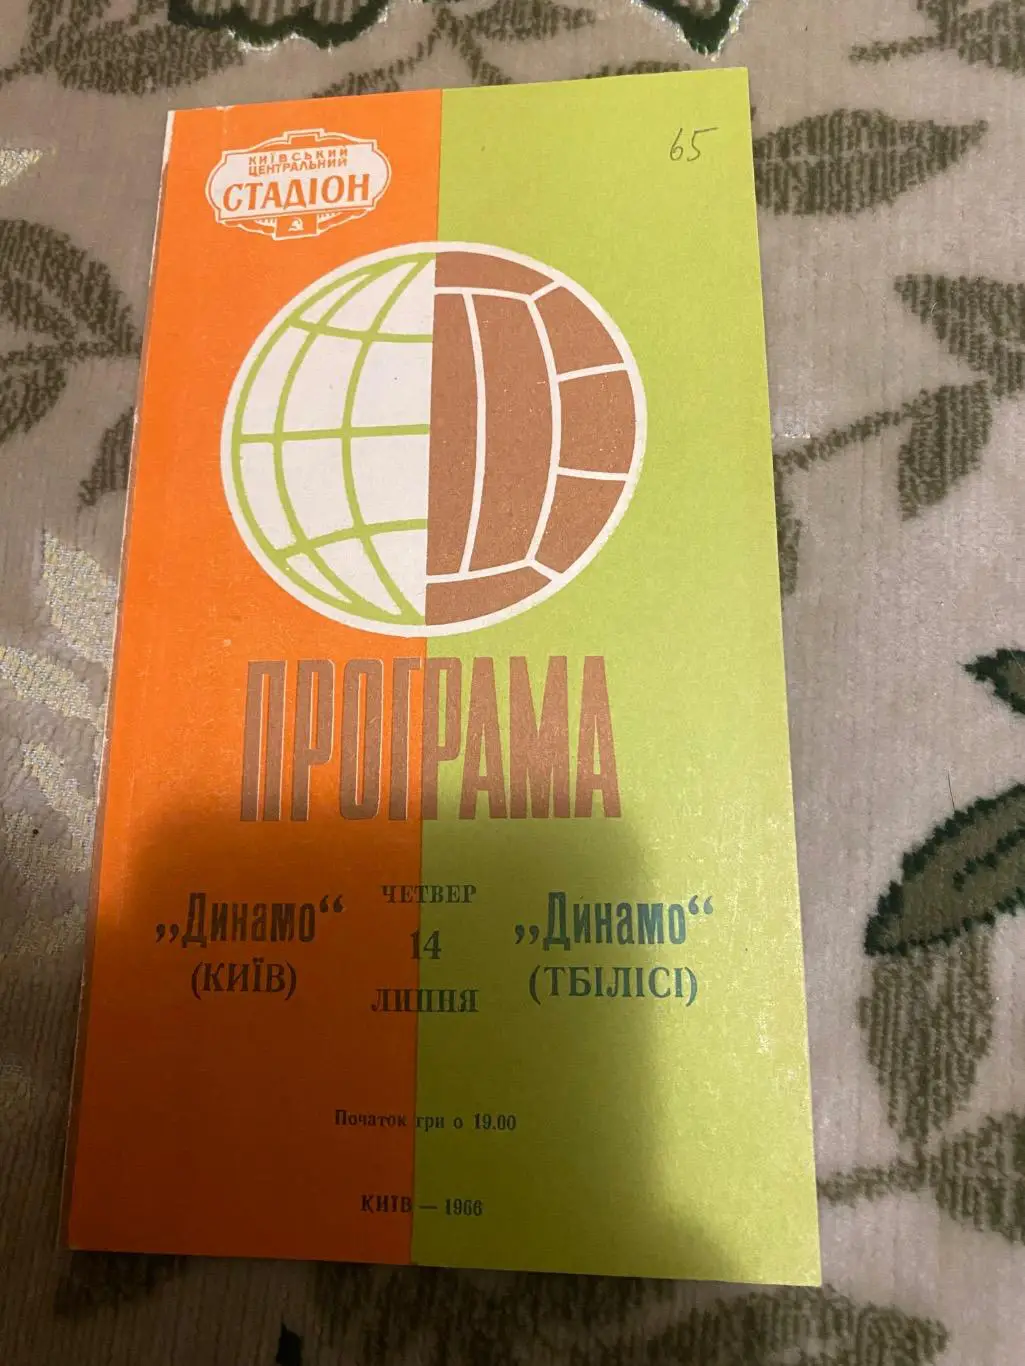 65
КИЇВСЬКИЙ
ЦЕНТРАЛЬНИЙ
СТАДІОН
ПРОГРАМА
„Динамо“
(КИЇВ)
ЧЕТВЕР
14
ЛИПНЯ
„Динамо“
(ТБІЛІСІ)
Початок гри о 19.00
КИЇВ — 1966